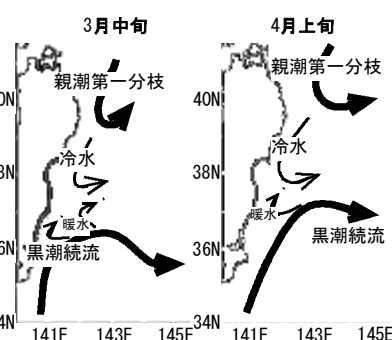 3月中旬
4月上旬
親潮第一分枝
40N
冷水
38N
暖水
36N
黒潮続流
34N
141E 143E 145E
親潮第一分枝
40N
冷水
38N
暖水
36N
黒潮続流
34N
141E 143E 145E